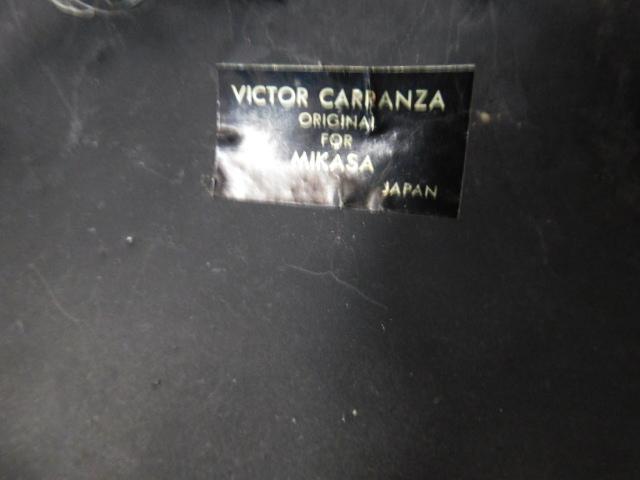 VICTOR CARRANZA
ORIGINAL
FOR
MIKASA
JAPAN